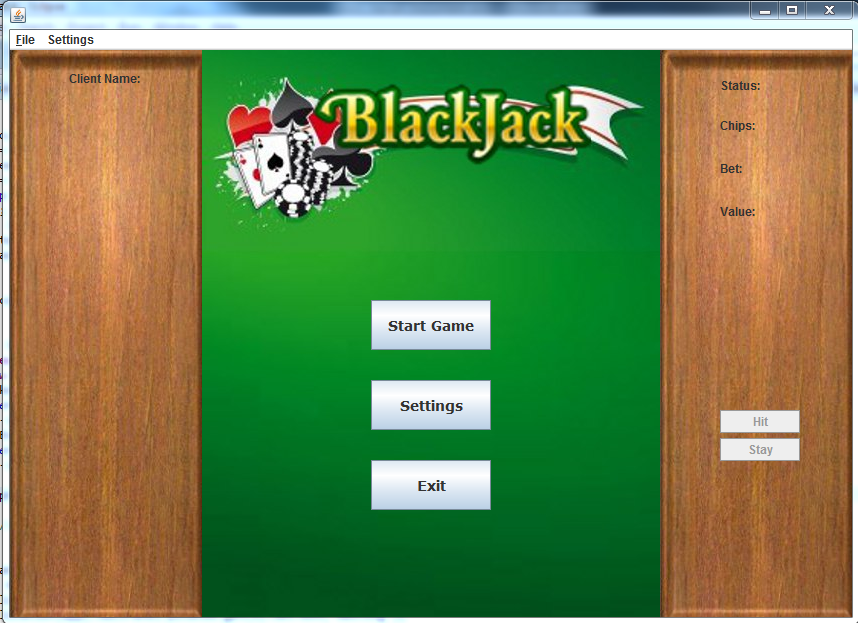 File Settings
Client Name:
BlackJack
Start Game
Settings
Exit
Status:
Chips:
Bet:
Value:
Hit
Stay